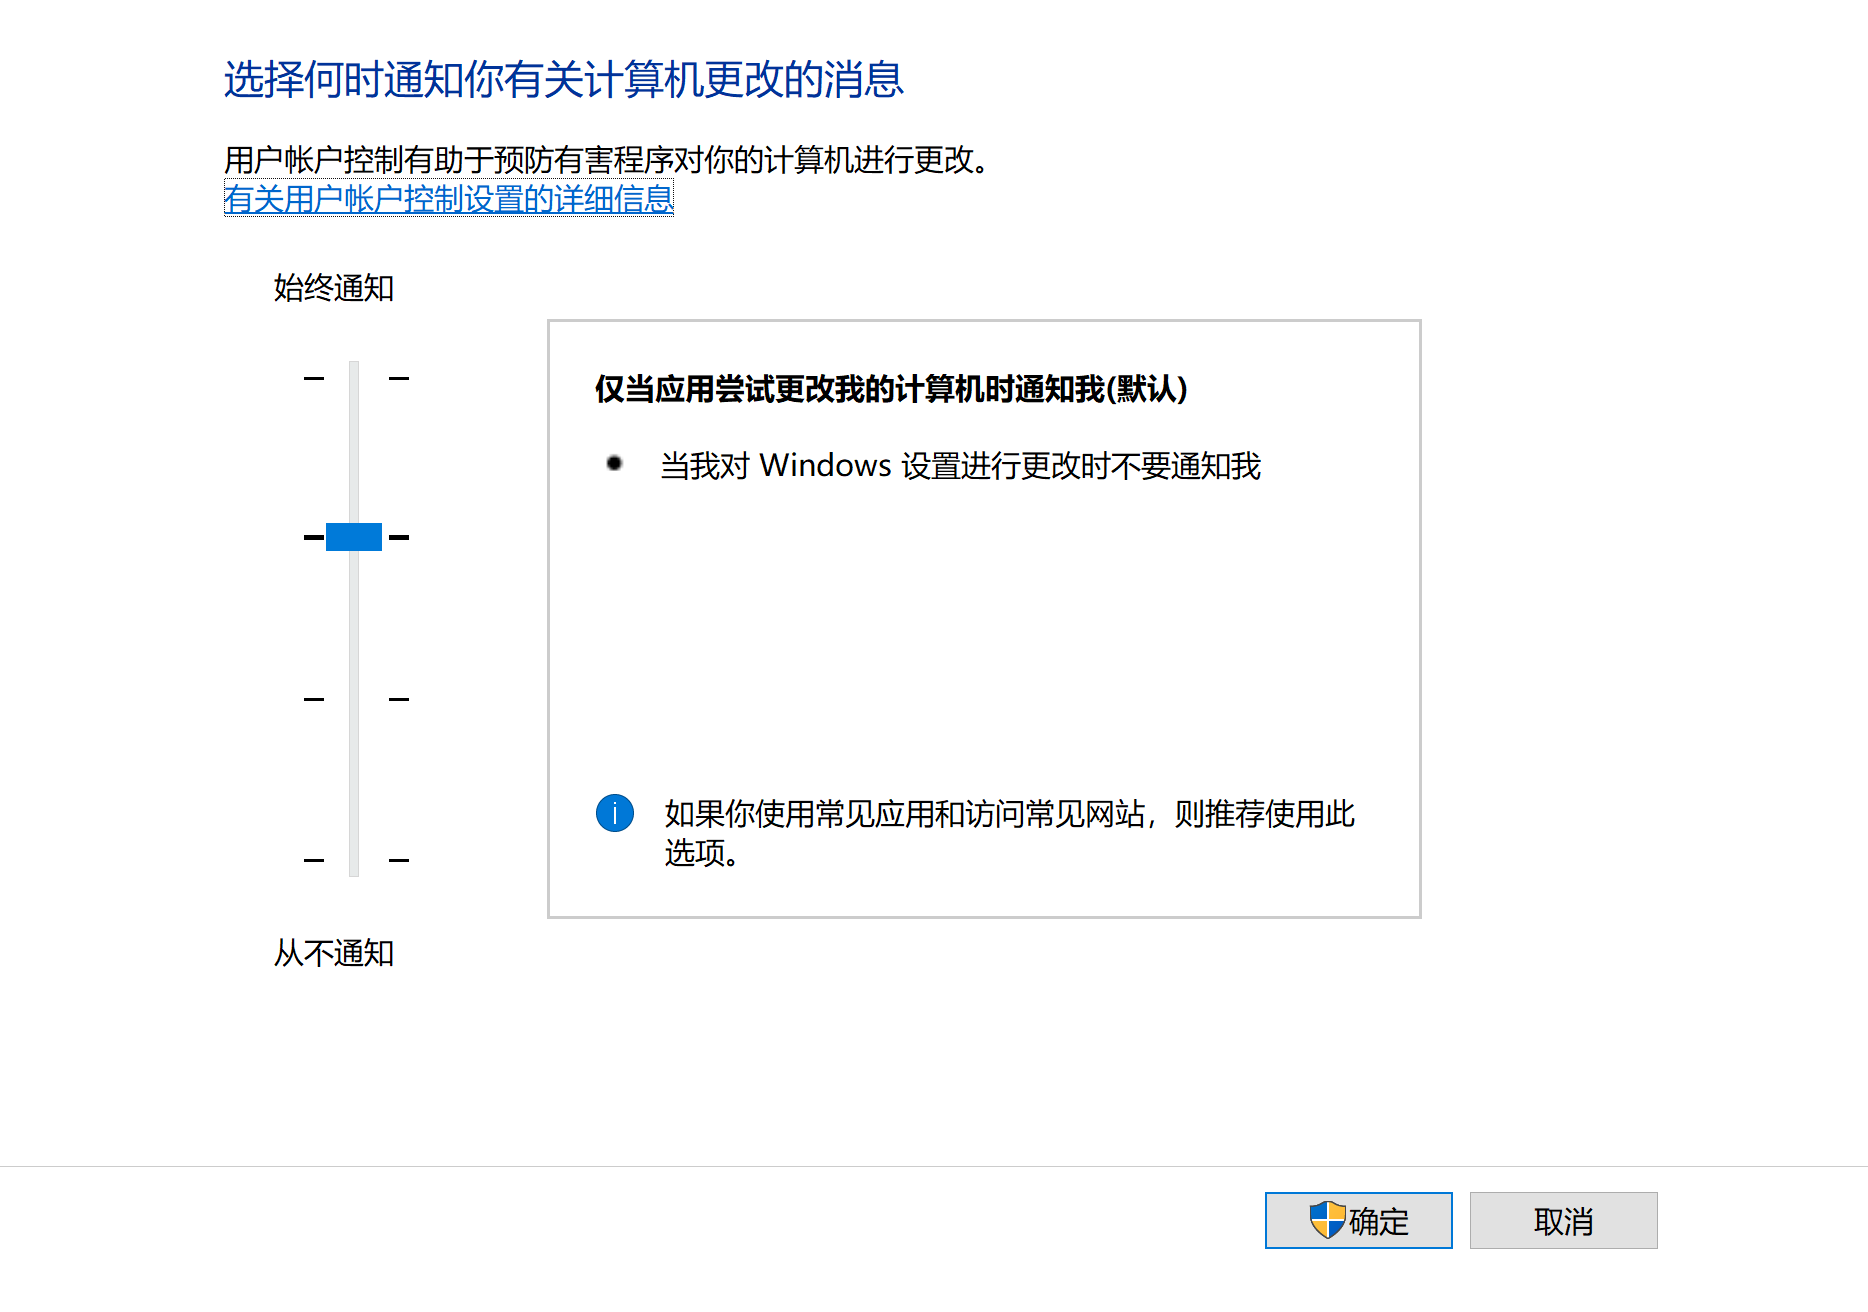 选择何时通知你有关计算机更改的消息
用户帐户控制有助于预防有害程序对你的计算机进行更改。
有关用户帐户控制设置的详细信息
始终通知
仅当应用尝试更改我的计算机时通知我(默认)
当我对 Windows 设置进行更改时不要通知我
如果你使用常见应用和访问常见网站，则推荐使用此
选项。
从不通知
确定
取消